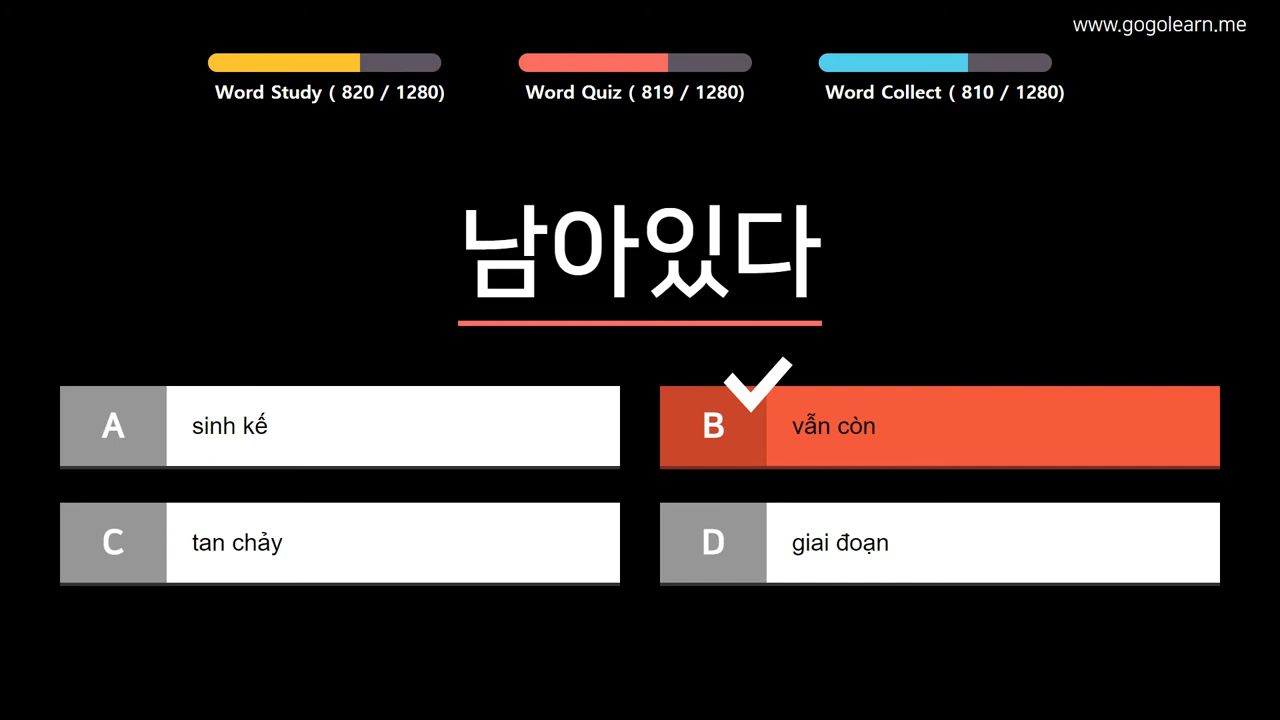 www.gogolearn.me
Word Study ( 820 / 1280)
Word Quiz ( 819 / 1280)
Word Collect ( 810 / 1280)
남아있다
A
sinh kế
B
vẫn còn
C
tan chảy
D
giai đoạn